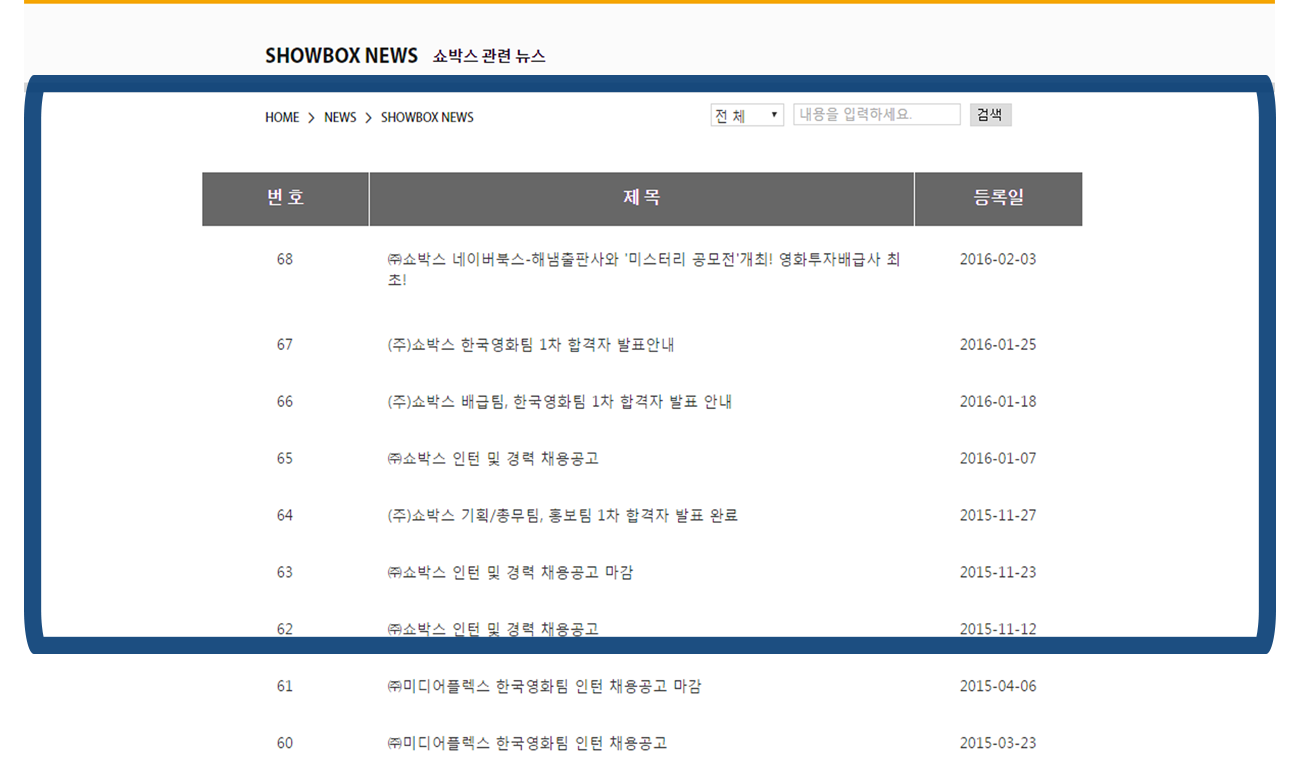 SHOWBOX NEWS 쇼박스 관련 뉴스
HOME > NEWS > SHOWBOX NEWS 전 체 내용을 입력하세요. 검색
번 호 제 목 등록일
68 ㈜쇼박스 네이버북스-해냄출판사와 '미스터리 공모전'개최! 영화투자배급사 최 2016-02-03
초!
67 (주)쇼박스 한국영화팀 1차 합격자 발표안내 2016-01-25
66 (주)쇼박스 배급팀, 한국영화팀 1차 합격자 발표 안내 2016-01-18
65 ㈜쇼박스 인턴 및 경력 채용공고 2016-01-07
64 (주)쇼박스 기획/총무팀, 홍보팀 1차 합격자 발표 완료 2015-11-27
63 ㈜쇼박스 인턴 및 경력 채용공고 마감 2015-11-23
62 ㈜쇼박스 인턴 및 경력 채용공고 2015-11-12
61 ㈜미디어플렉스 한국영화팀 인턴 채용공고 마감 2015-04-06
60 ㈜미디어플렉스 한국영화팀 인턴 채용공고 2015-03-23